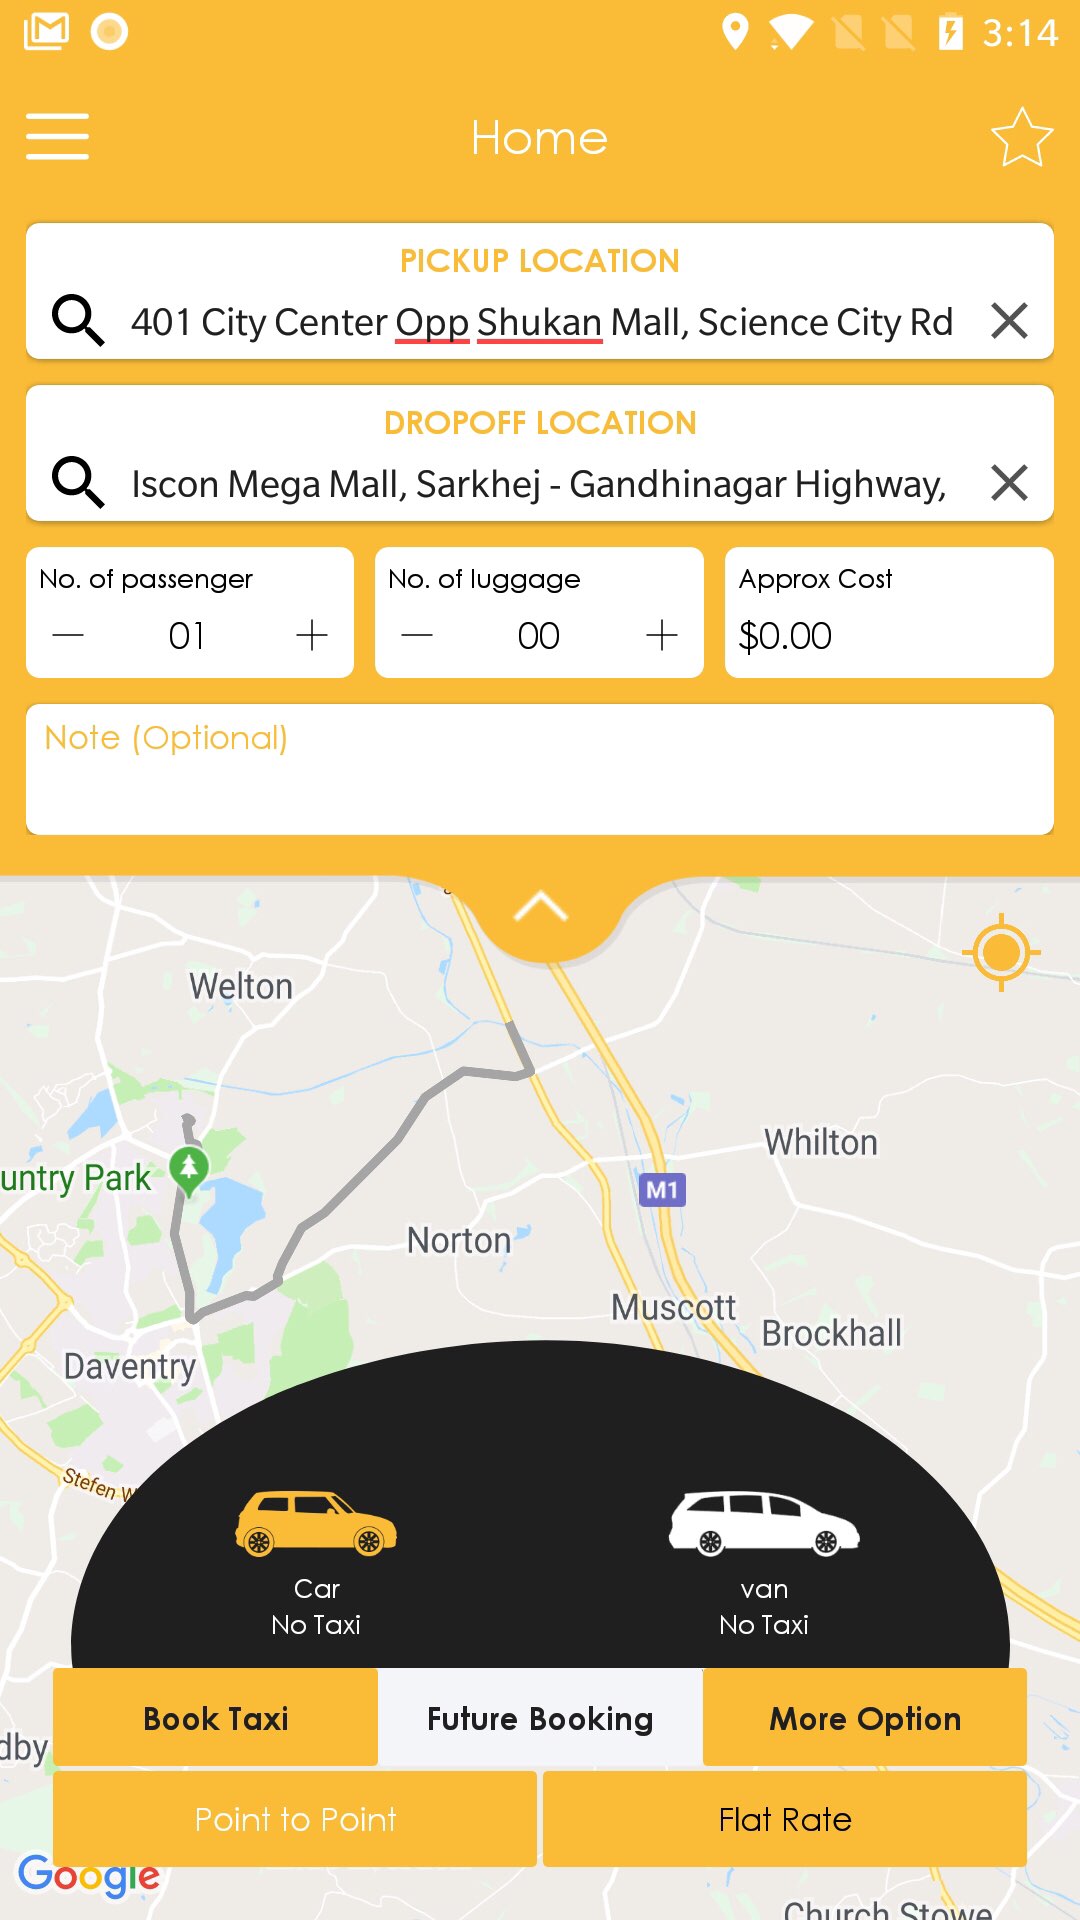 3:14
Home
PICKUP LOCATION
401 City Center Opp Shukan Mall, Science City Rd
DROPOFF LOCATION
Iscon Mega Mall, Sarkhej - Gandhinagar Highway,
No. of passenger
01
No. of luggage
00
Approx Cost
$0.00
Note (Optional)
Welton
Whilton
untry Park
M1
Norton
Muscott
Brockhall
Daventry
Stefen W
Car
No Taxi
van
No Taxi
Book Taxi
Future Booking
More Option
dby
Point to Point
Flat Rate
Google
Church Stowe